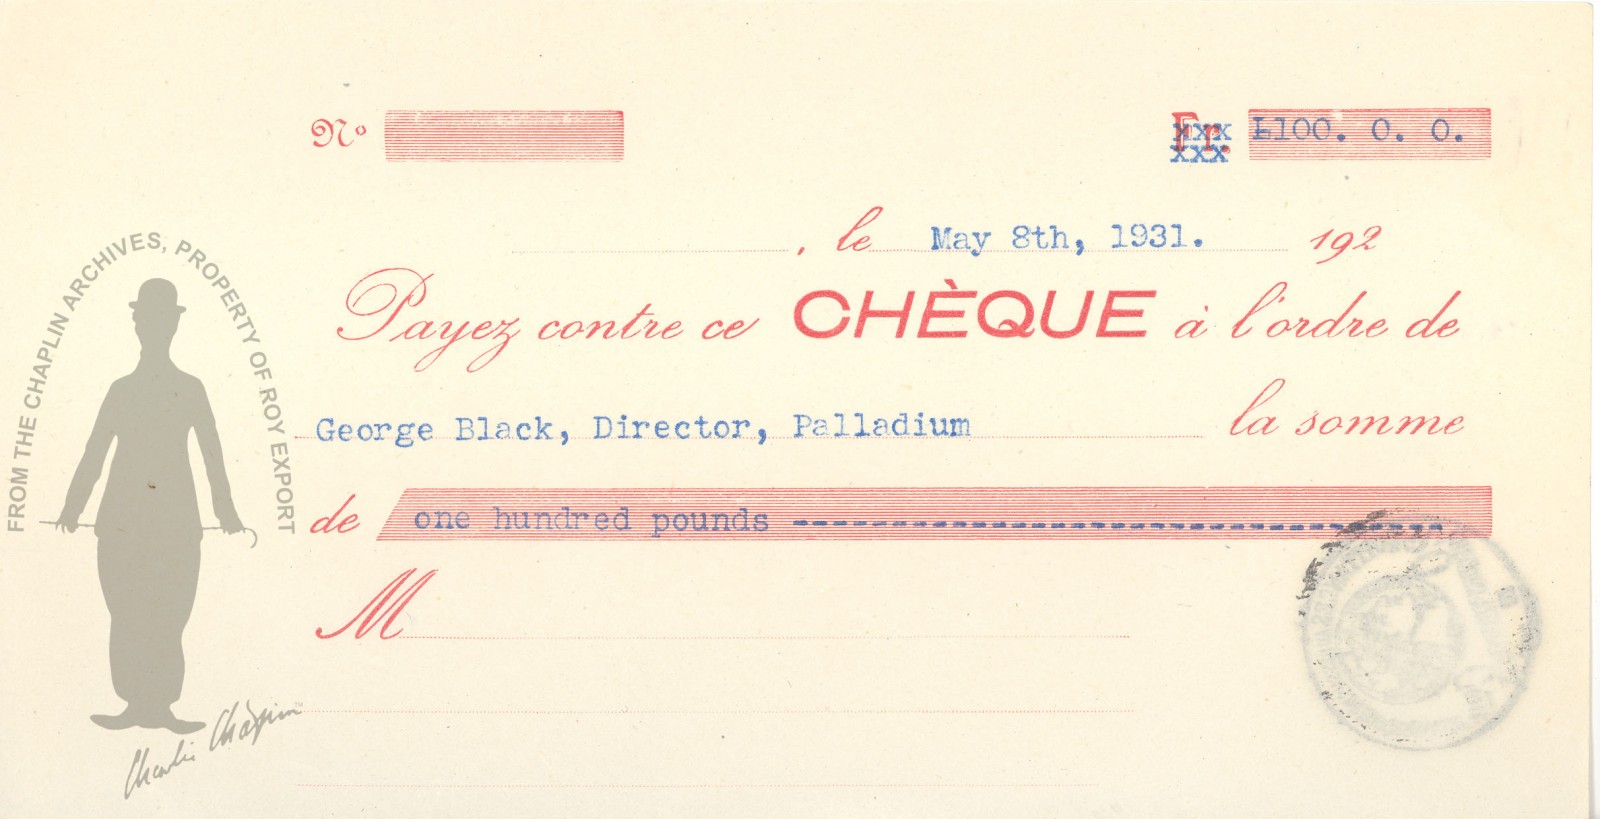 Nº
Fr. xxx xxx £100. 0. 0.
, le May 8th, 1931. 192
Payez contre ce CHÈQUE à l'ordre de
George Black, Director, Palladium la somme
de one hundred pounds --------------------------------
M
FROM THE CHAPLIN ARCHIVES, PROPERTY OF ROY EXPORT
Charlie Chaplin